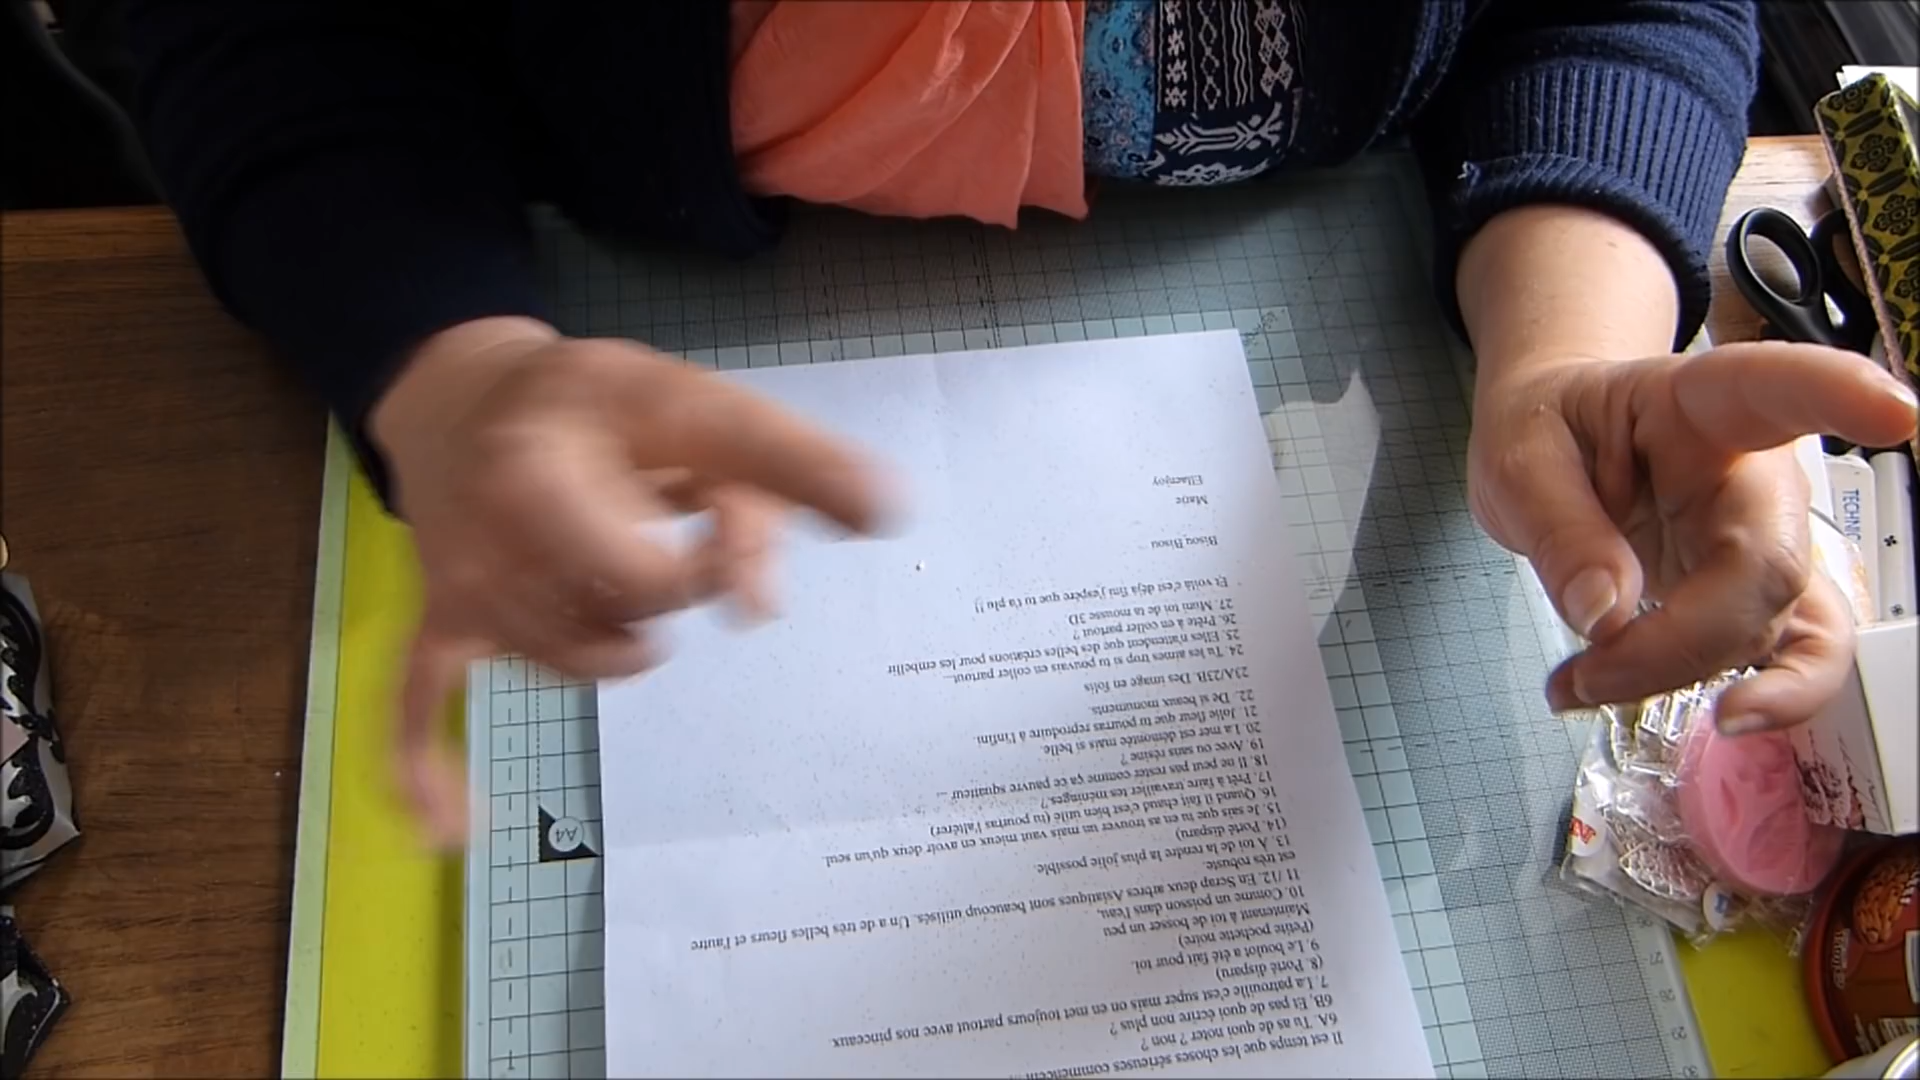 Il est temps que les choses sérieuses commencent
6A. Tu as de quoi noter ? non ?
6B. Et pas de quoi écrire non plus ?
7. La patrouille c'est super mais on en met toujours partout avec nos pinceaux
(8. Porté disparu)
9. Le boulot a été fait pour toi.
(Petite pochette noire)
Maintenant à toi de bosser un peu
10. Comme un poisson dans l'eau.
11 /12. En Scrap deux arbres Asiatiques sont beaucoup utilisés. Un a de très belles fleurs et l'autre
est très robuste.
13. À toi de la rendre la plus jolie possible.
(14. Porté disparu)
15. Je sais que tu en as trouver un mais vaut mieux en avoir deux qu'un seul.
16. Quand il fait chaud c'est bien utile (tu pourras l'altérer)
17. Prêt à faire travailler tes méninges ?
18. Il ne peut pas rester comme ça ce pauvre squatteur ...
19. Avec ou sans résine ?
20. La mer est démontée mais si belle.
21. Jolie fleur que tu pourras reproduire à l'infini.
22. De si beaux monuments.
23A/23B. Des image en folis
24. Tu les aimes trop si tu pouvais en coller partout...
25. Elles n'attendent que des belles créations pour les embellir
26. Prête à en coller partout ?
27. Muni toi de ta mousse 3D
Et voilà c'est déjà fini j'espère que tu t'a plu !!
Bisou Bisou
Marie
Ellaenjoy
A4
TECHNO